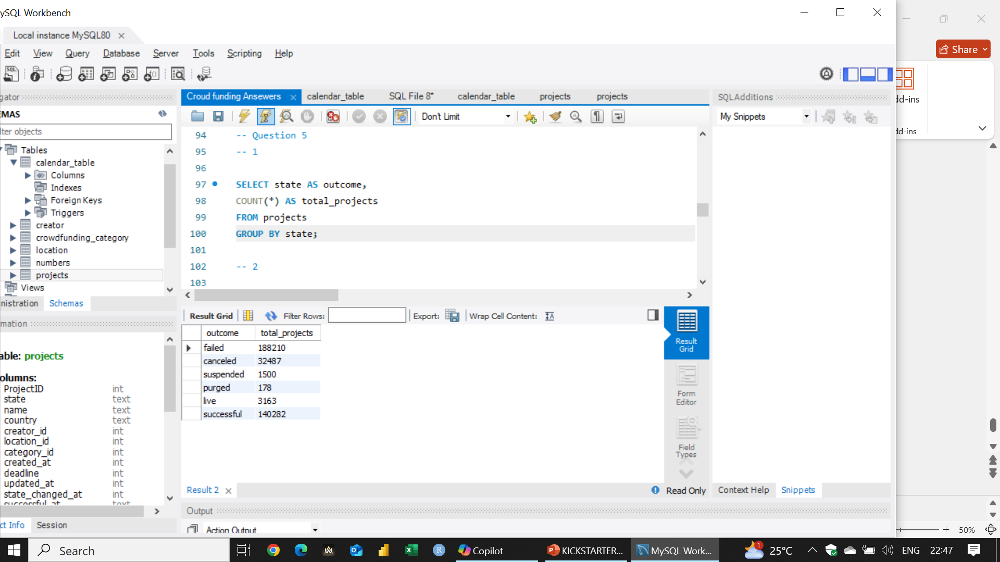 ySQL Workbench
Local instance MySQL80
Edit View Query Database Server Tools Scripting Help
Share
gator
EMAS
lter objects
Tables
calendar_table
Columns
Indexes
Foreign Keys
Triggers
creator
crowdfunding_category
location
numbers
projects
Views
nistration Schemas
mation
able: projects
olumns:
ProjectID int
state text
name text
country text
creator_id int
location_id int
category_id int
created_at int
deadline int
updated_at int
state_changed_at int
successful_at text
ct Info Session
Croud funding Ansewers calendar_table SQL File 8* calendar_table projects projects
Don't Limit
94 -- Question 5
95 -- 1
96
97 SELECT state AS outcome,
98 COUNT(*) AS total_projects
99 FROM projects
100 GROUP BY state;
101
102 -- 2
103
Result Grid Filter Rows: Export: Wrap Cell Content:
outcome total_projects
failed 188210
canceled 32487
suspended 1500
purged 178
live 3163
successful 140282
Result
Grid
Form
Editor
Field
Types
Result 2 Read Only
Output
Action Output
SQLAdditions
My Snippets
Context Help Snippets
dd-ins
dd-ins
50%
Search
Copilot
KICKSTARTER...
MySQL Work...
1
25°C
ENG
22:47